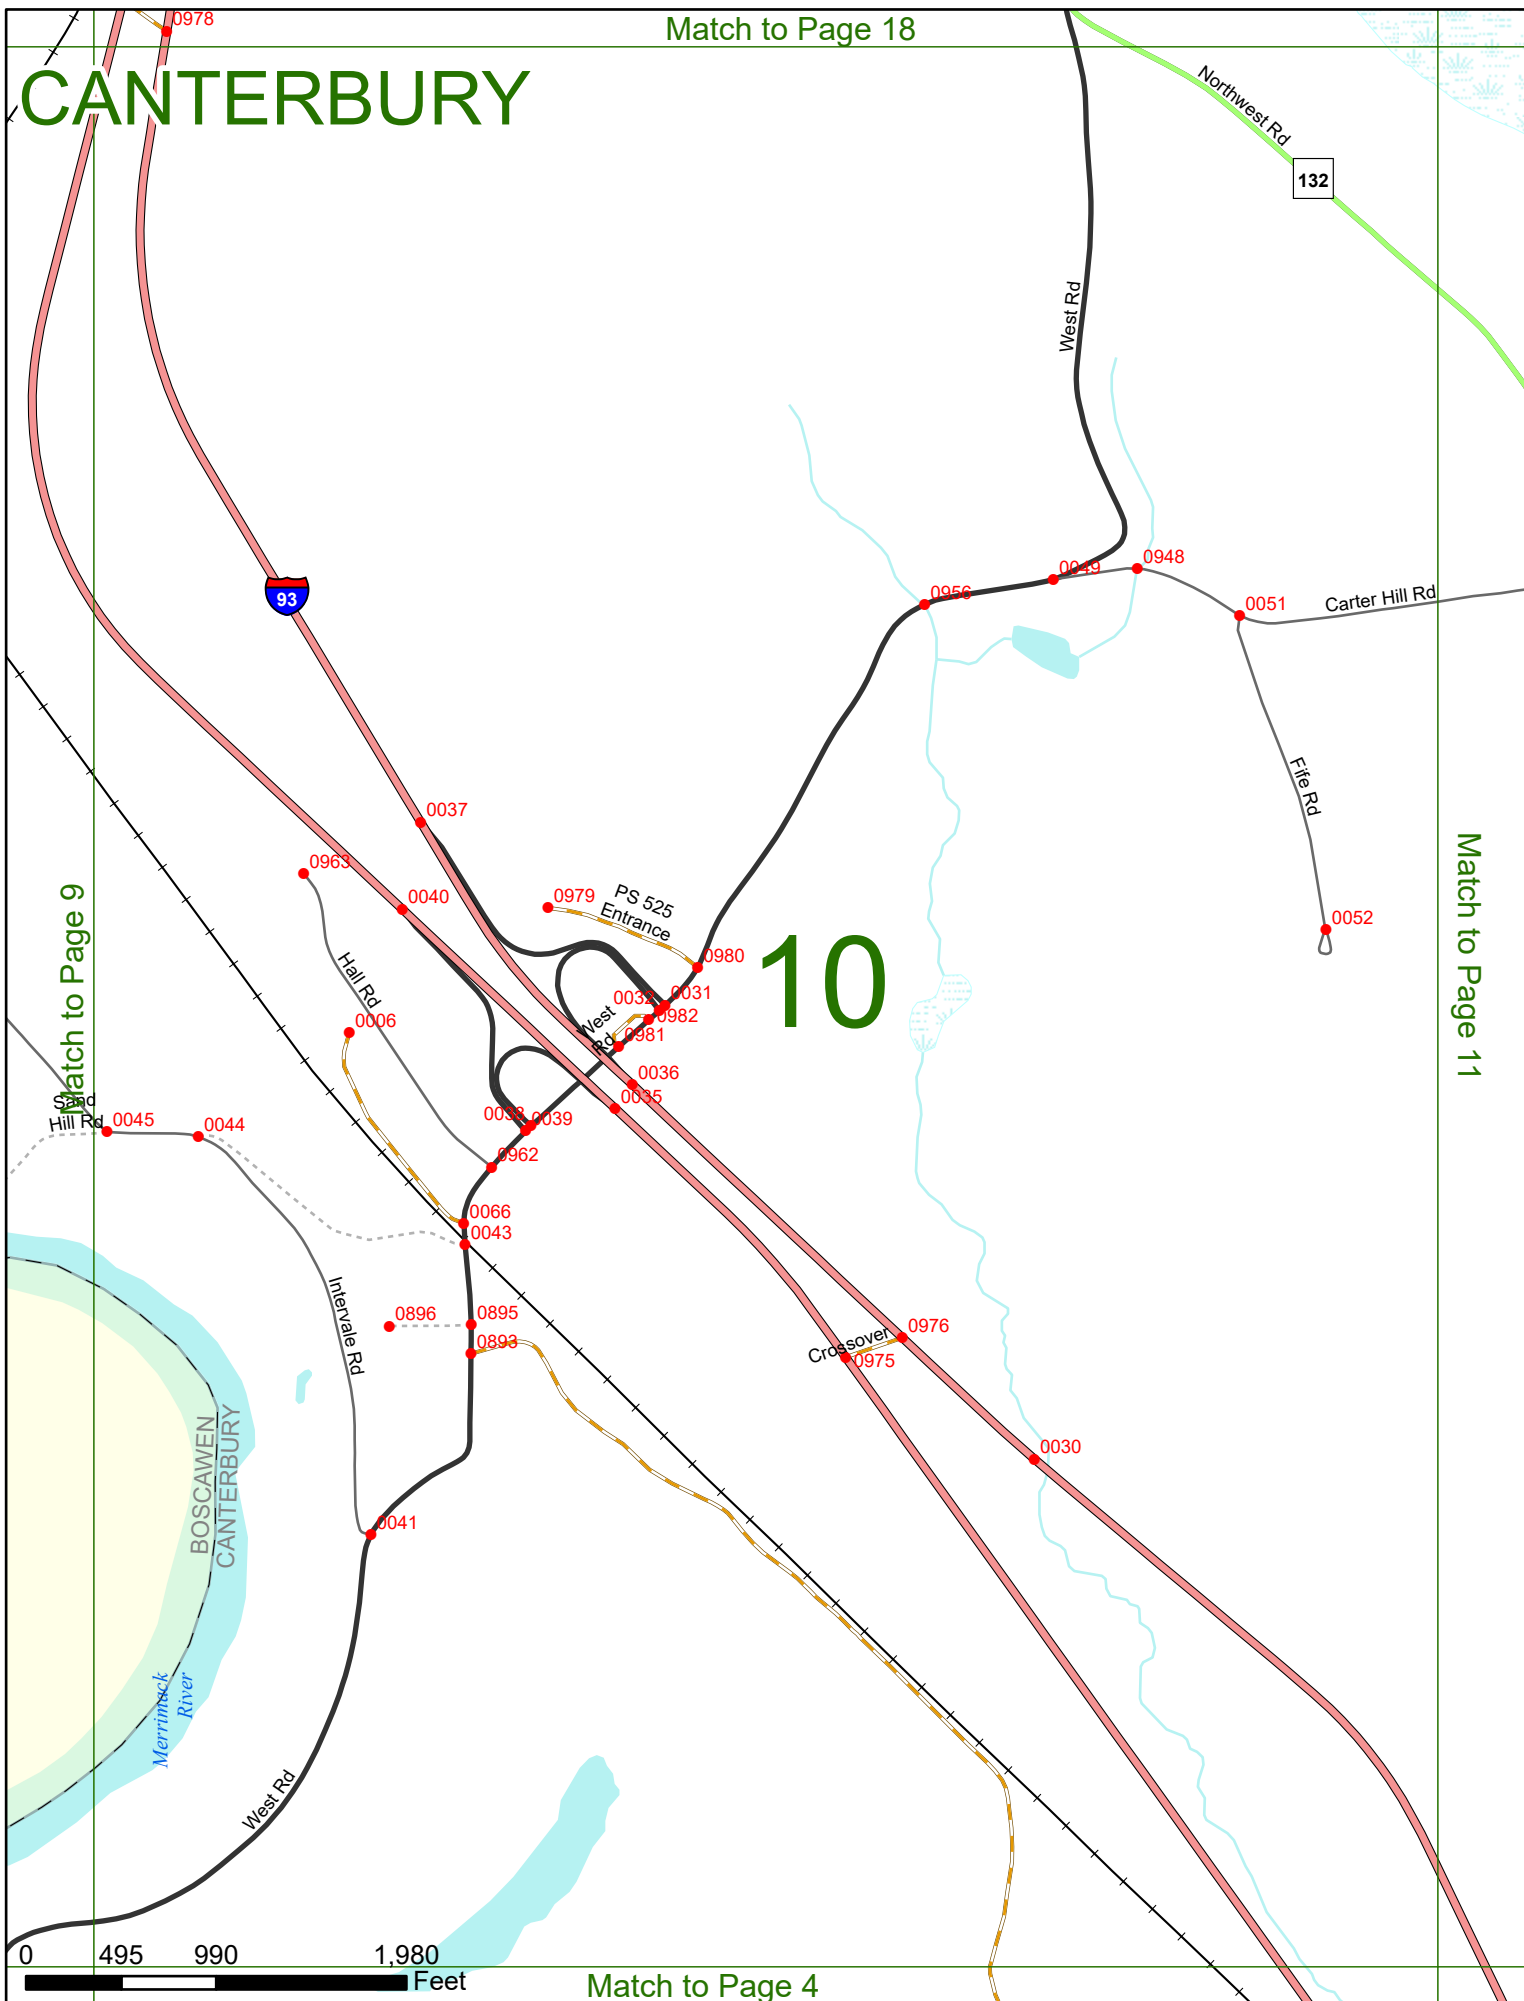 0978
Match to Page 18
CANTERBURY
Northwest Rd
132
West Rd
93
0948
0049
0956
0051
Carter Hill Rd
Fife Rd
0037
0963
0040
0979
PS 525
Entrance
0052
0980
10
Match to Page 9
Match to Page 11
Hall Rd
0032
0031
0982
West
Rd
0981
0006
0036
0035
0038
0039
Sand
Hill Rd
0045
0044
0962
0066
0043
Intervale Rd
0896
0895
0893
Crossover
0976
0975
0030
BOSCAWEN
CANTERBURY
0041
Merrimack
River
West Rd
0 495 990 1,980
Feet
Match to Page 4